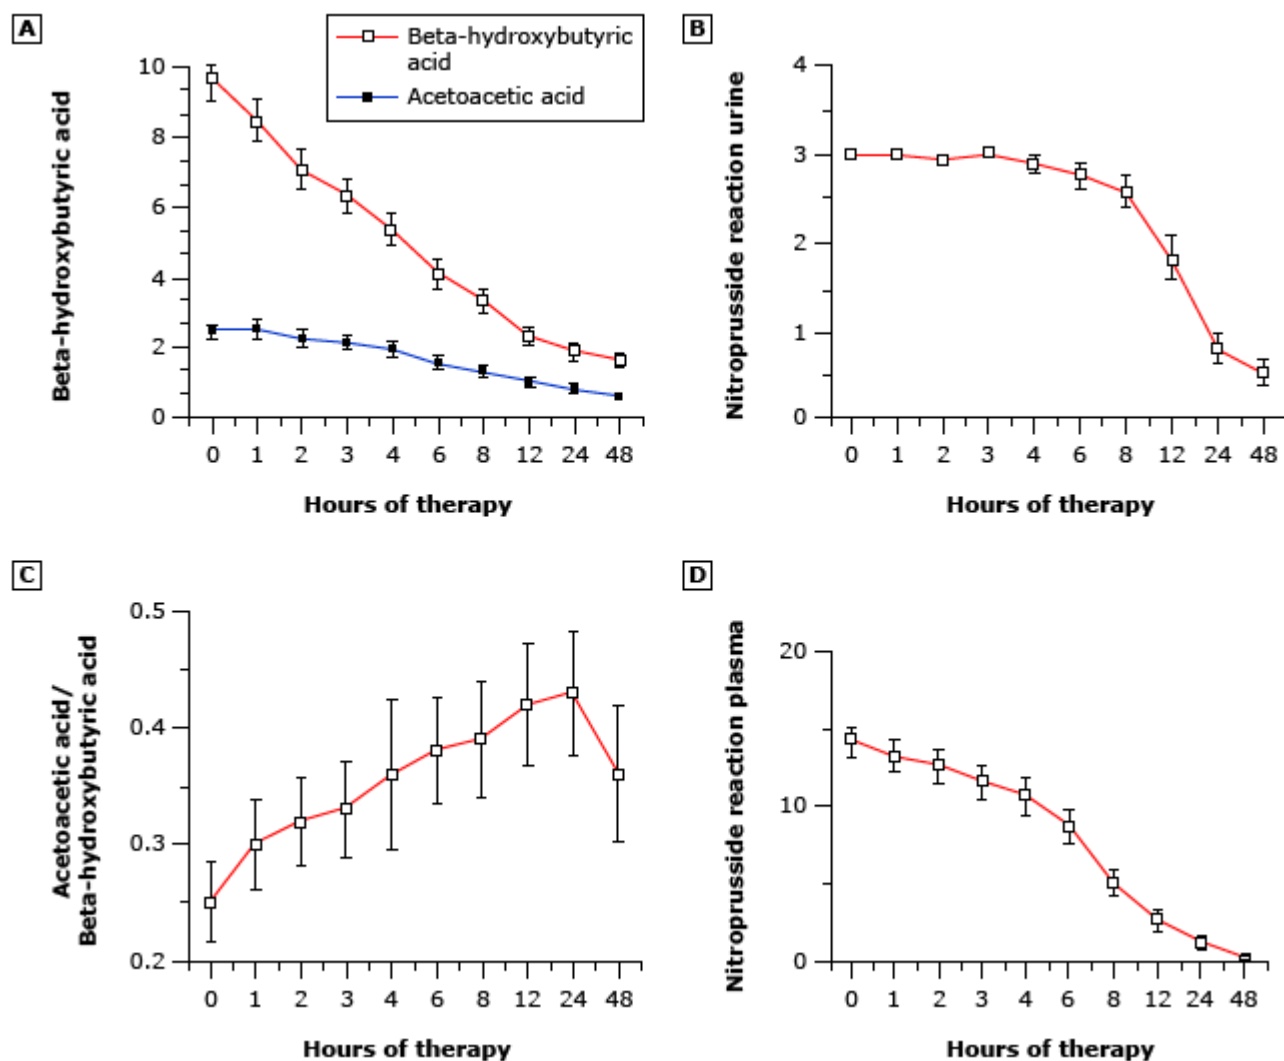 A
Beta-hydroxybutyric
acid
Acetoacetic acid
Beta-hydroxybutyric acid
10
8
6
4
2
0
0 1 2 3 4 6 8 12 24 48
Hours of therapy
B
Nitroprusside reaction urine
4
3
2
1
0
0 1 2 3 4 6 8 12 24 48
Hours of therapy
C
Acetoacetic acid/
Beta-hydroxybutyric acid
0.5
0.4
0.3
0.2
0 1 2 3 4 6 8 12 24 48
Hours of therapy
D
Nitroprusside reaction plasma
20
10
0
0 1 2 3 4 6 8 12 24 48
Hours of therapy